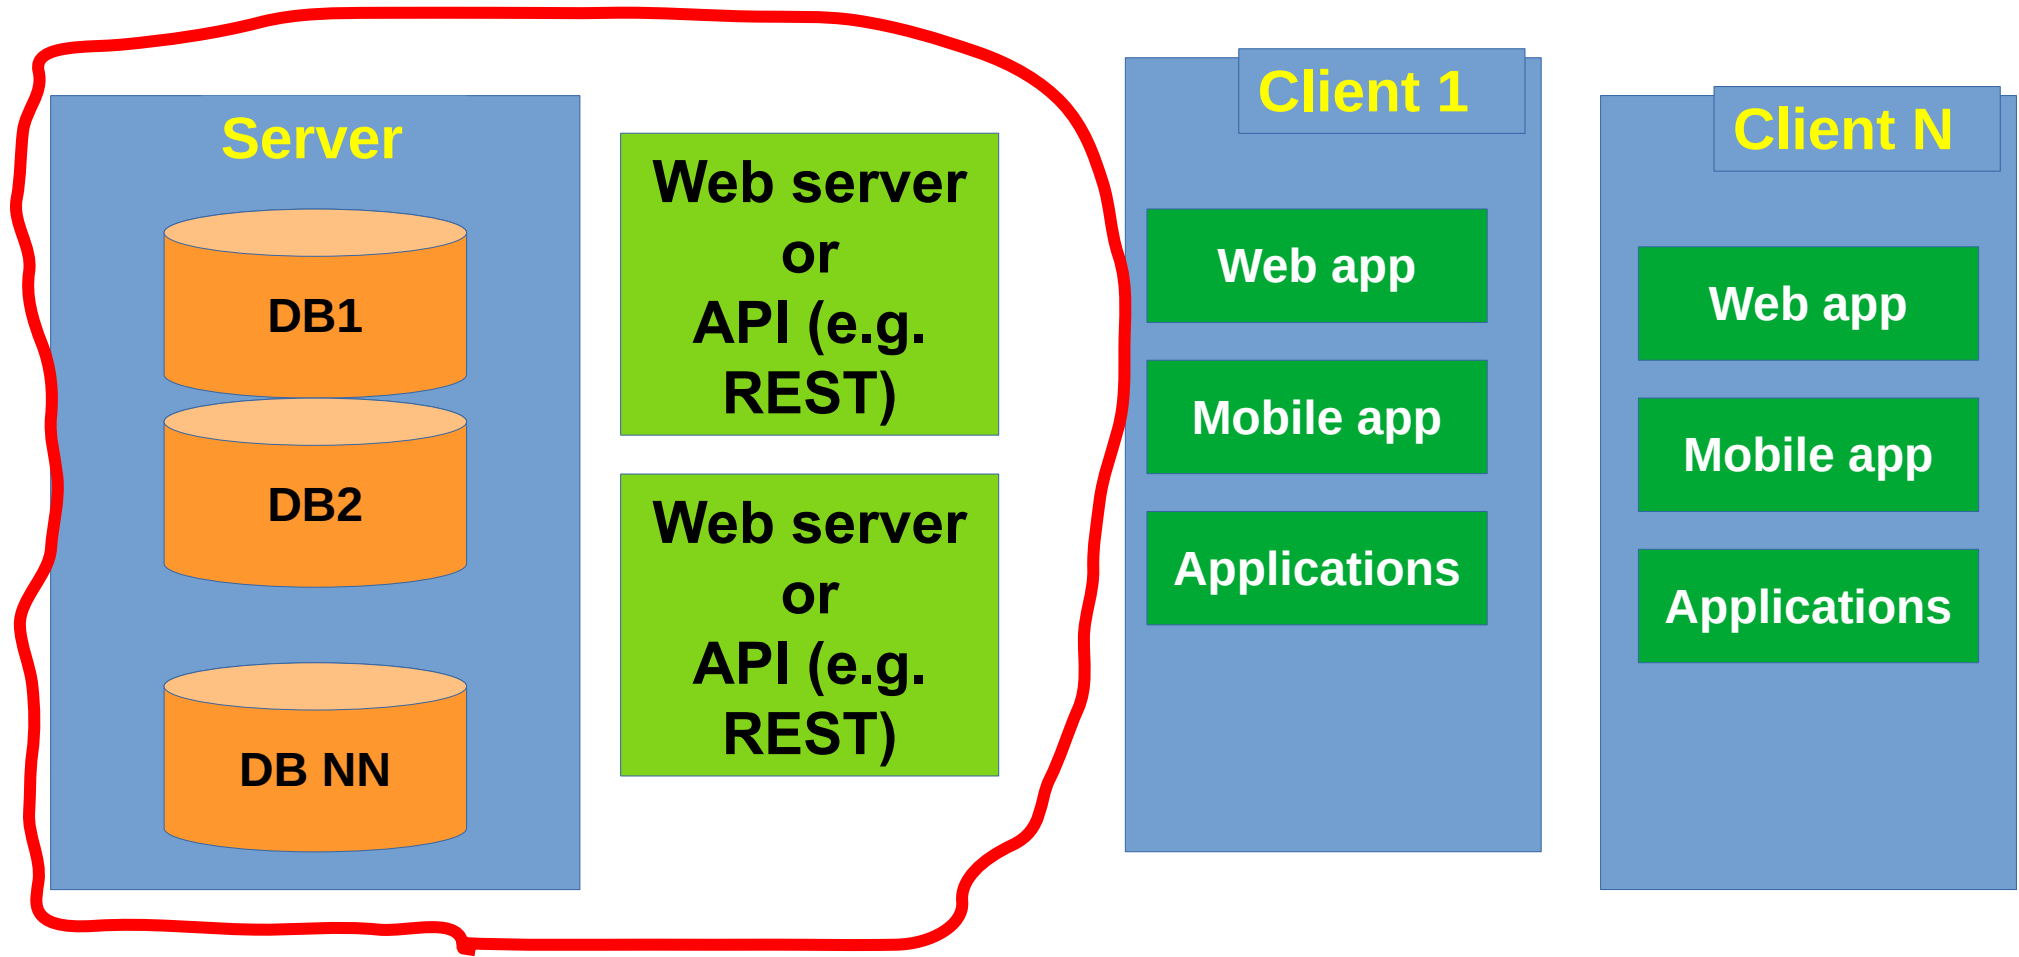 Server
DB1
DB2
DB NN
Web server
or
API (e.g.
REST)
Web server
or
API (e.g.
REST)
Client 1
Web app
Mobile app
Applications
Client N
Web app
Mobile app
Applications